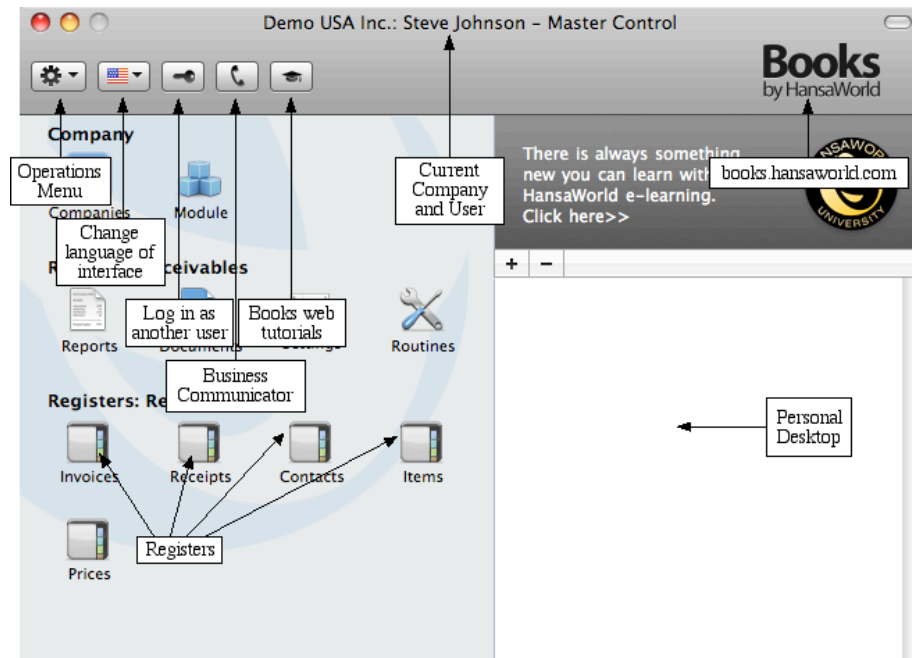 Demo USA Inc.: Steve Johnson – Master Control
Books
by HansaWorld
Company
Operations
Menu
Companies
Module
Change
language of
interface
Current
Company
and User
There is always something
new you can learn with
HansaWorld e-learning.
Click here>>
books.hansaworld.com
HANSAWORLD
UNIVERSITY
ceivables
+ −
Log in as
another user
Books web
tutorials
Reports
Documents
Settings
Routines
Business
Communicator
Registers: Re
Invoices
Receipts
Contacts
Items
Registers
Prices
Personal
Desktop